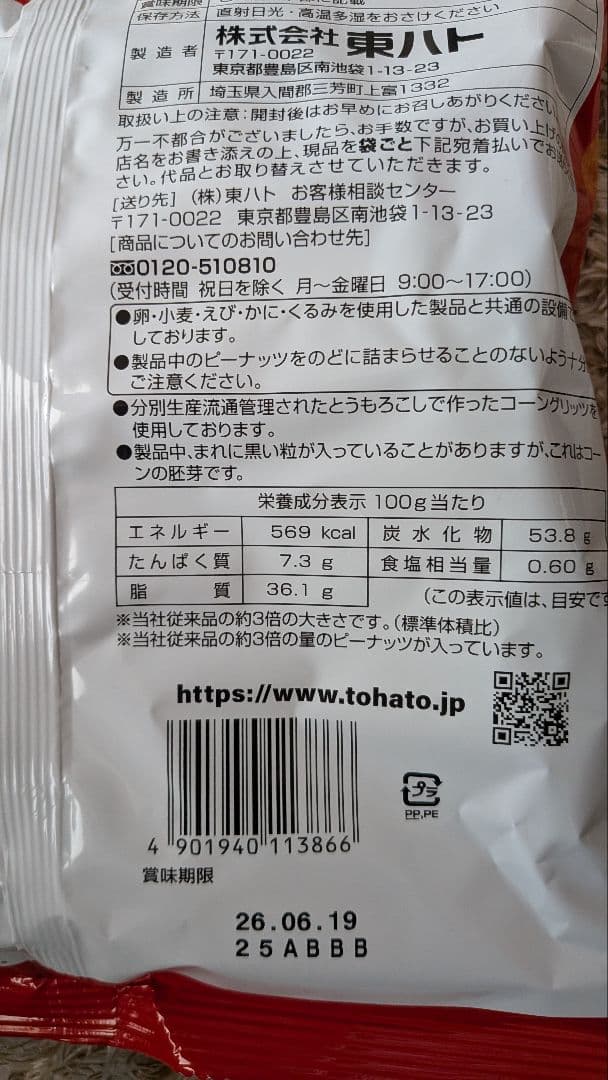 賞味期限
保存方法 直射日光・高温多湿をおさけください
製造者 株式会社 東ハト
〒171-0022
東京都豊島区南池袋1-13-23
製造所 埼玉県入間郡三芳町上富1332
取扱い上の注意:開封後はお早めにお召しあがりください
万一不都合がございましたら、お手数ですが、お買い上げ
店名をお書き添えの上、現品を袋ごと下記宛着払いでお
さい。代品とお取り替えさせていただきます。
[送り先] (株)東ハト お客様相談センター
〒171-0022 東京都豊島区南池袋1-13-23
[商品についてのお問い合わせ先]
0120-510810
(受付時間 祝日を除く 月~金曜日 9:00~17:00)
●卵・小麦・えび・かに・くるみを使用した製品と共通の設備で
しております。
●製品中のピーナッツをのどに詰まらせることのないよう十分
ご注意ください。
●分別生産流通管理されたとうもろこしで作ったコーングリッツを
使用しております。
●製品中、まれに黒い粒が入っていることがありますが、これはコー
ンの胚芽です。
栄養成分表示 100g当たり
エネルギー 569 kcal 炭水化物 53.8 g
たんぱく質 7.3 g 食塩相当量 0.60 g
脂質 36.1 g (この表示値は、目安です
※当社従来品の約3倍の大きさです。(標準体積比)
※当社従来品の約3倍の量のピーナッツが入っています。
https://www.tohato.jp
プラ
PP,PE
4 901940 113866
賞味期限
26.06.19
25ABBB